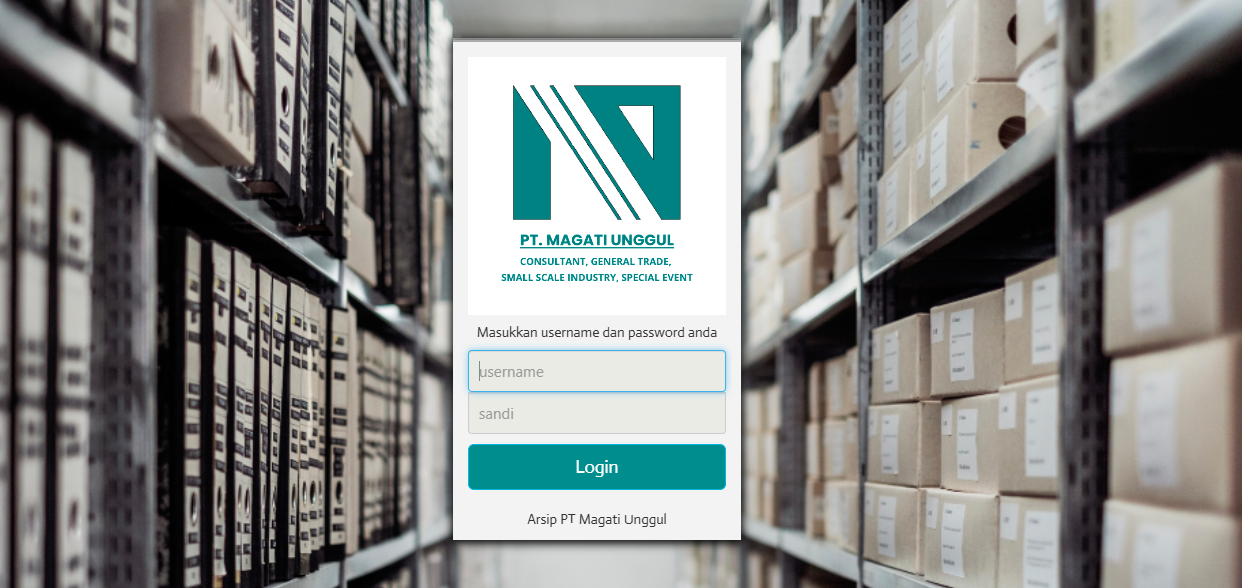 PT. MAGATI UNGGUL
CONSULTANT, GENERAL TRADE,
SMALL SCALE INDUSTRY, SPECIAL EVENT
Masukkan username dan password anda
username
sandi
Login
Arsip PT Magati Unggul